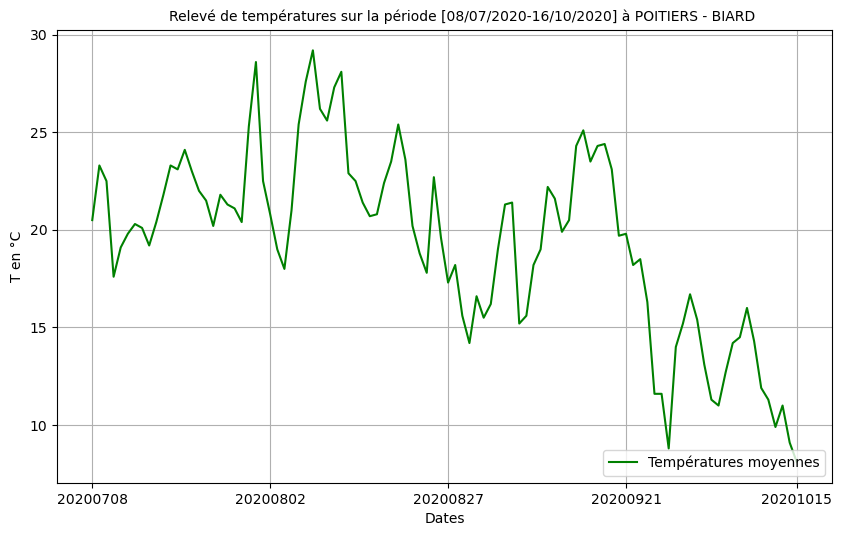 Relevé de températures sur la période [08/07/2020-16/10/2020] à POITIERS - BIARD
30
25
20
15
10
T en °C
Températures moyennes
20200708 20200802 20200827 20200921 20201015
Dates